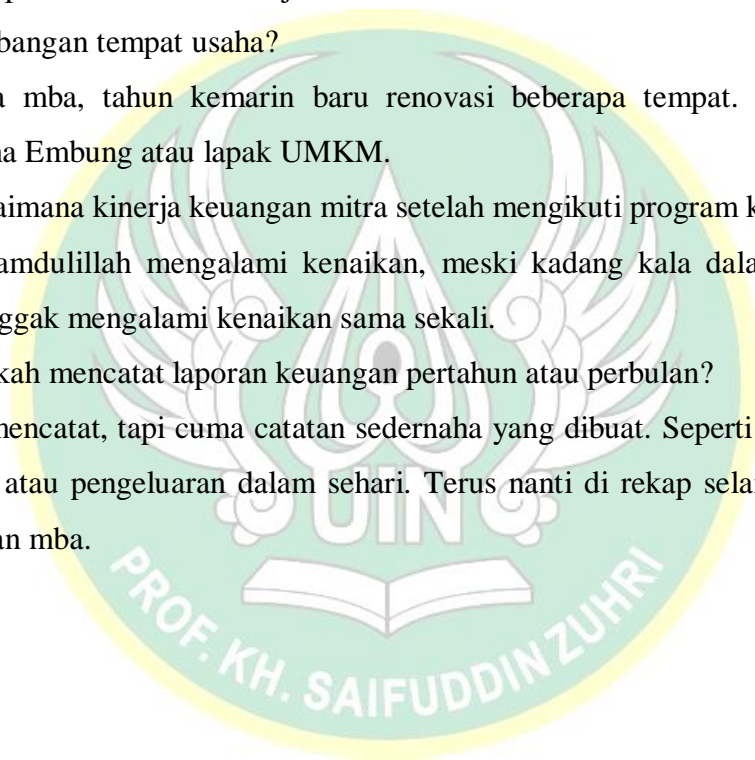 bangan tempat usaha?
a mba, tahun kemarin baru renovasi beberapa tempat.
na Embung atau lapak UMKM.
aimana kinerja keuangan mitra setelah mengikuti program k
amdulillah mengalami kenaikan, meski kadang kala dala
nggak mengalami kenaikan sama sekali.
kah mencatat laporan keuangan pertahun atau perbulan?
mencatat, tapi cuma catatan sedernaha yang dibuat. Seperti
atau pengeluaran dalam sehari. Terus nanti di rekap sela
an mba.
UIN
PROF. KH. SAIFUDDIN ZUHRI